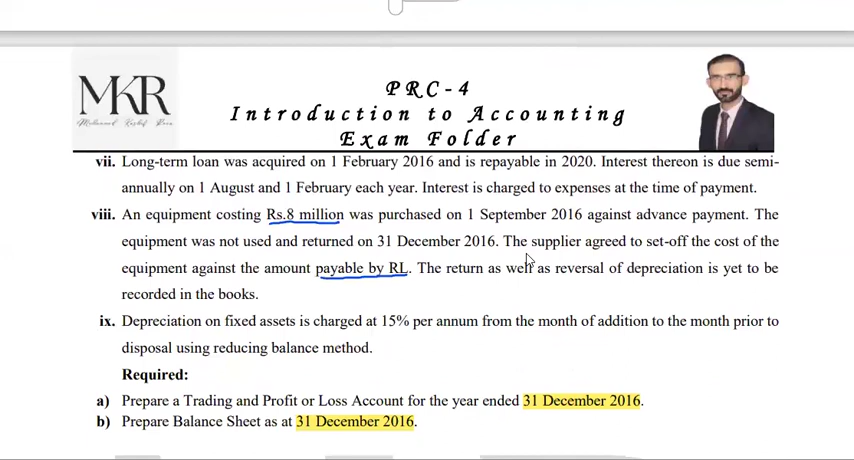 MKR
PRC-4
Introduction to Accounting
Exam Folder
vii. Long-term loan was acquired on 1 February 2016 and is repayable in 2020. Interest thereon is due semi-
annually on 1 August and 1 February each year. Interest is charged to expenses at the time of payment.
viii. An equipment costing Rs.8 million was purchased on 1 September 2016 against advance payment. The
equipment was not used and returned on 31 December 2016. The supplier agreed to set-off the cost of the
equipment against the amount payable by RL. The return as well as reversal of depreciation is yet to be
recorded in the books.
ix. Depreciation on fixed assets is charged at 15% per annum from the month of addition to the month prior to
disposal using reducing balance method.
Required:
a) Prepare a Trading and Profit or Loss Account for the year ended 31 December 2016.
b) Prepare Balance Sheet as at 31 December 2016.